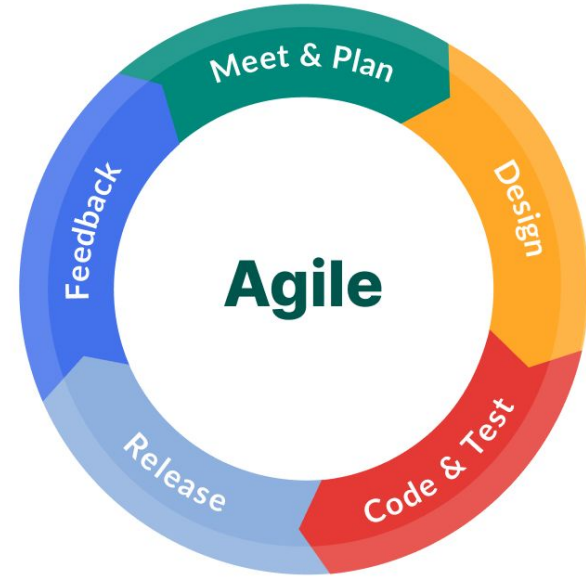 Meet & Plan
Design
Code & Test
Release
Feedback
Agile